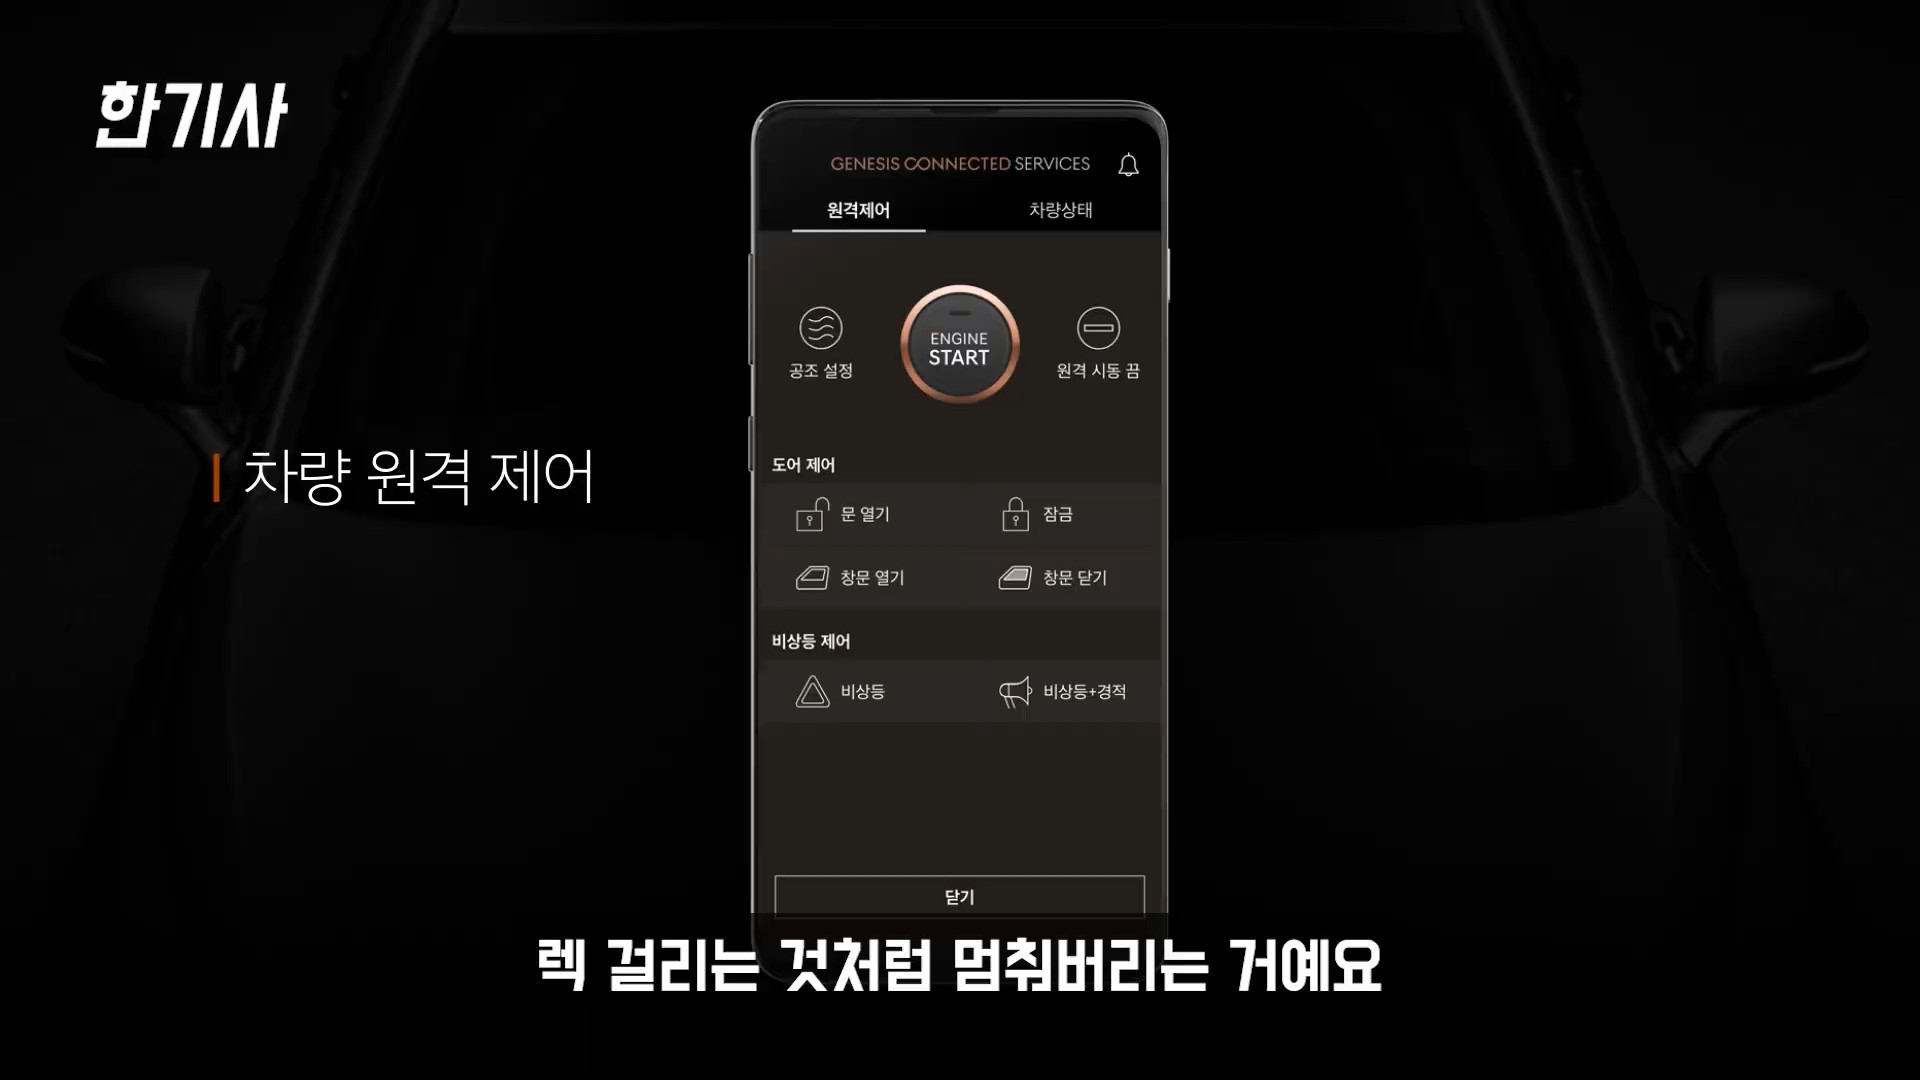 한기사
GENESIS CONNECTED SERVICES
원격제어
차량상태
공조 설정
ENGINE
START
원격 시동 끔
차량 원격 제어
도어 제어
문 열기
잠금
창문 열기
창문 닫기
비상등 제어
비상등
비상등+경적
닫기
렉 걸리는 것처럼 멈춰버리는 거예요